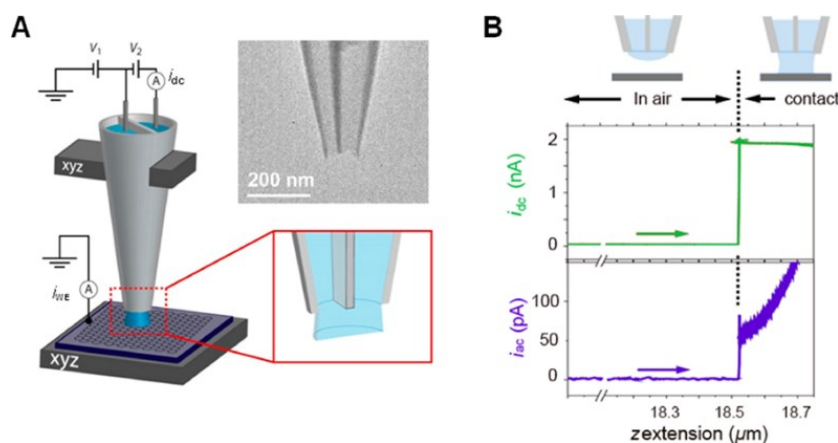 A
V1 V2
A
idc
xyz
200 nm
iWE
A
xyz
B
In air
contact
2
1
0
idc (nA)
100
50
0
iac (pA)
18.3 18.5 18.7
zextension (μm)